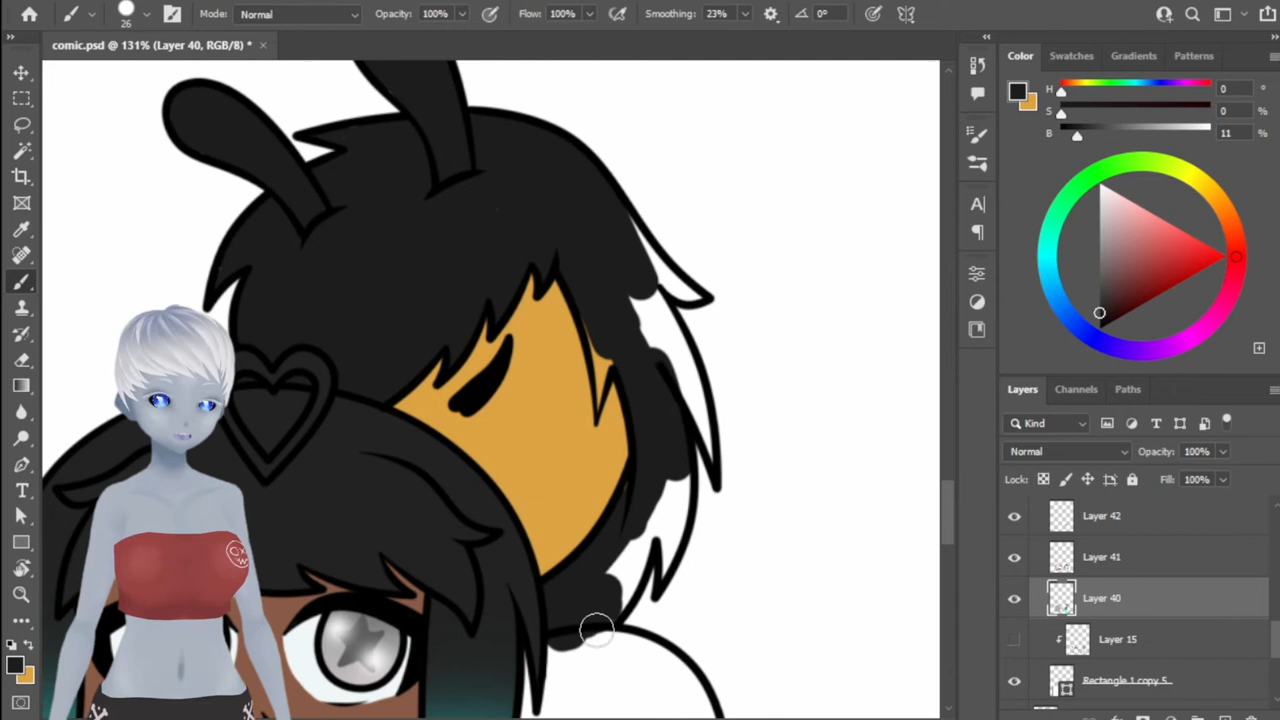 26 Mode: Normal Opacity: 100% Flow: 100% Smoothing: 23% 0°
comic.psd @ 131% (Layer 40, RGB/8) * ×
Color Swatches Gradients Patterns
H 0 °
S 0 %
B 11 %
Layers Channels Paths
Kind
Normal Opacity: 100%
Lock: Fill: 100%
Layer 42
Layer 41
Layer 40
Layer 15
Rectangle 1 copy 5